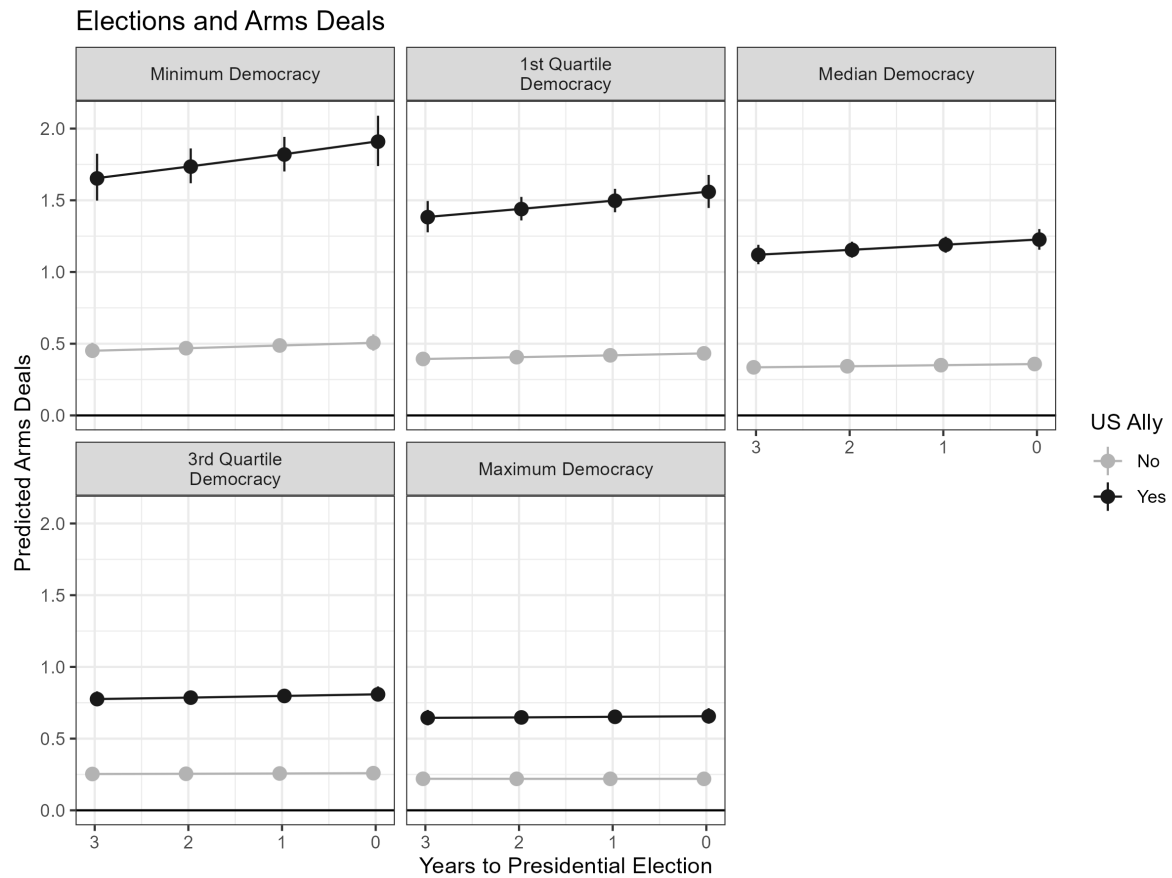 Elections and Arms Deals
Minimum Democracy
1st Quartile
Democracy
Median Democracy
2.0
1.5
1.0
0.5
0.0
3 2 1 0
3rd Quartile
Democracy
Maximum Democracy
2.0
1.5
1.0
0.5
0.0
3 2 1 0
3 2 1 0
Predicted Arms Deals
Years to Presidential Election
US Ally
No
Yes